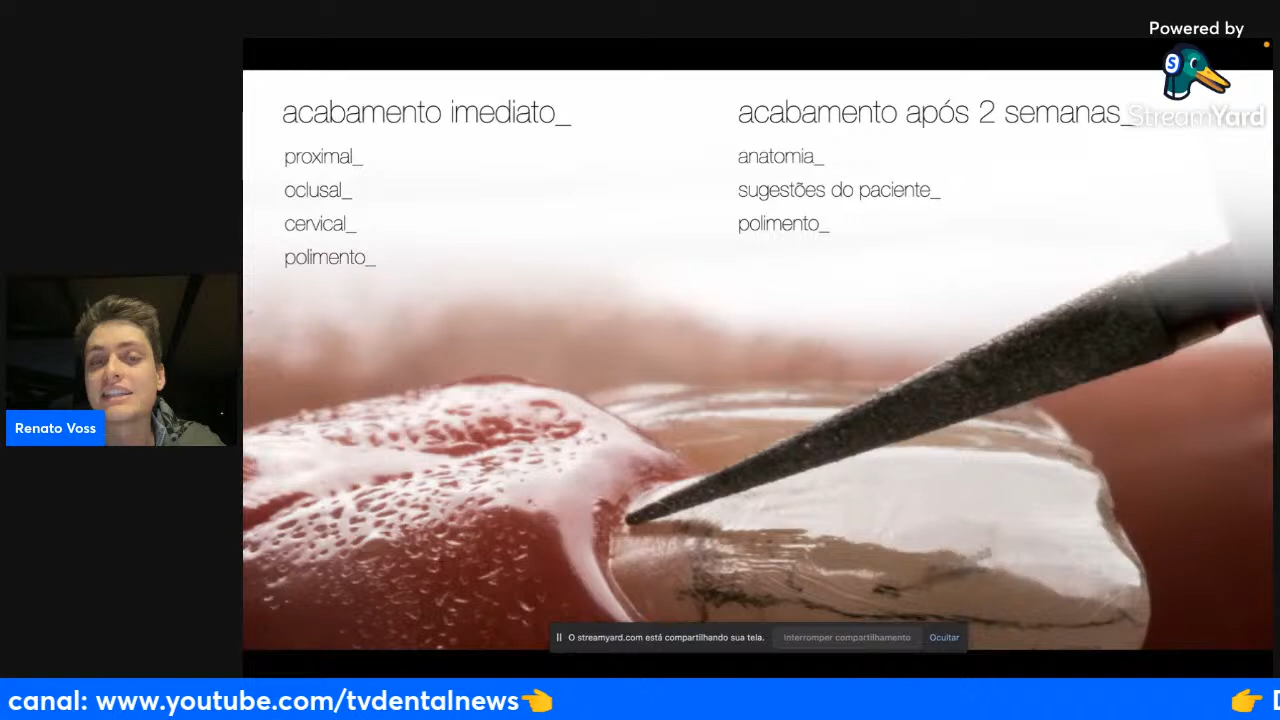 Powered by
StreamYard
acabamento imediato_
proximal_
oclusal_
cervical_
polimento_
acabamento após 2 semanas_
anatomia_
sugestões do paciente_
polimento_
Renato Voss
O streamyard.com está compartilhando sua tela.
Interromper compartilhamento
Ocultar
canal: www.youtube.com/tvdentalnews👈
👉